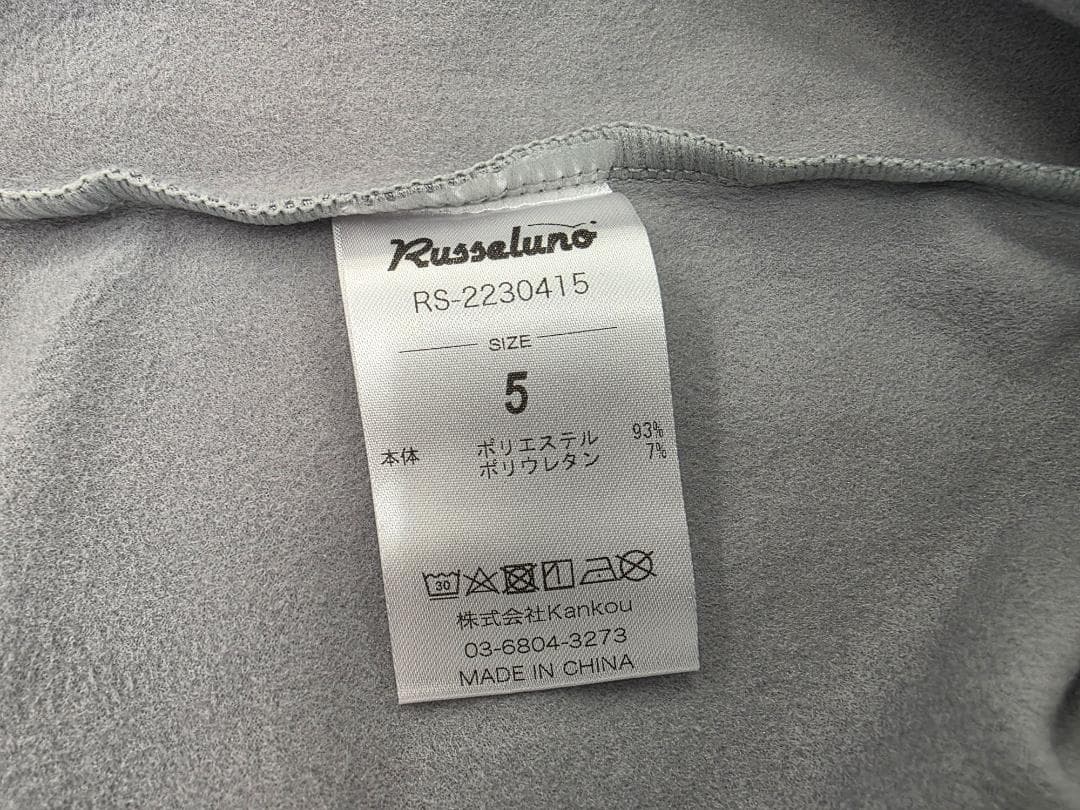 Russeluno
RS-2230415
SIZE
5
本体 ポリエステル 93%
ポリウレタン 7%
30
株式会社Kankou
03-6804-3273
MADE IN CHINA